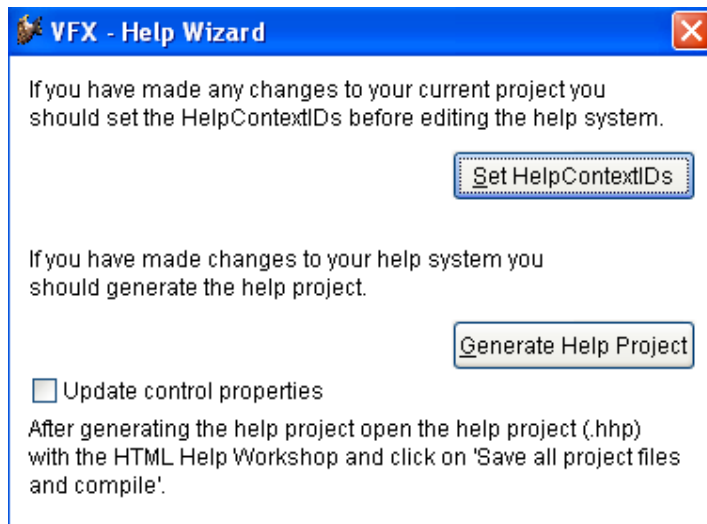 VFX - Help Wizard
If you have made any changes to your current project you
should set the HelpContextIDs before editing the help system.
Set HelpContextIDs
If you have made changes to your help system you
should generate the help project.
Generate Help Project
Update control properties
After generating the help project open the help project (.hhp)
with the HTML Help Workshop and click on 'Save all project files
and compile'.